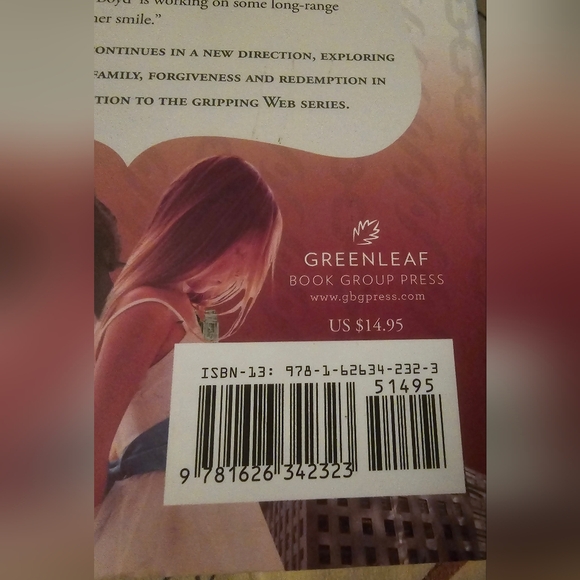 Boyd is working on some long-range
her smile.”
ONTINUES IN A NEW DIRECTION, EXPLORING
FAMILY, FORGIVENESS AND REDEMPTION IN
TION TO THE GRIPPING WEB SERIES.
GREENLEAF
BOOK GROUP PRESS
www.gbgpress.com
US $14.95
ISBN-13: 978-1-62634-232-3
51495
9 781626 342323